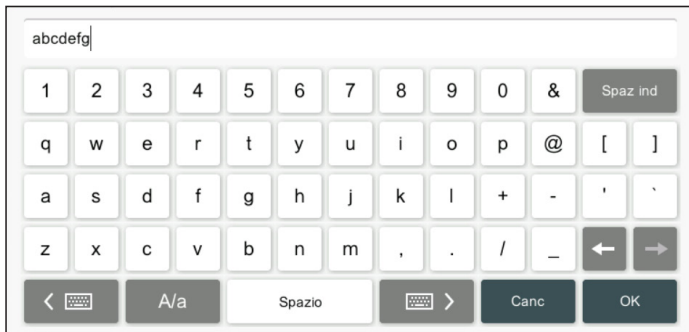 abcdefg
1 2 3 4 5 6 7 8 9 0 & Spaz ind
q w e r t y u i o p @ [ ]
a s d f g h j k l + - ' `
z x c v b n m , . / _
A/a Spazio Canc OK